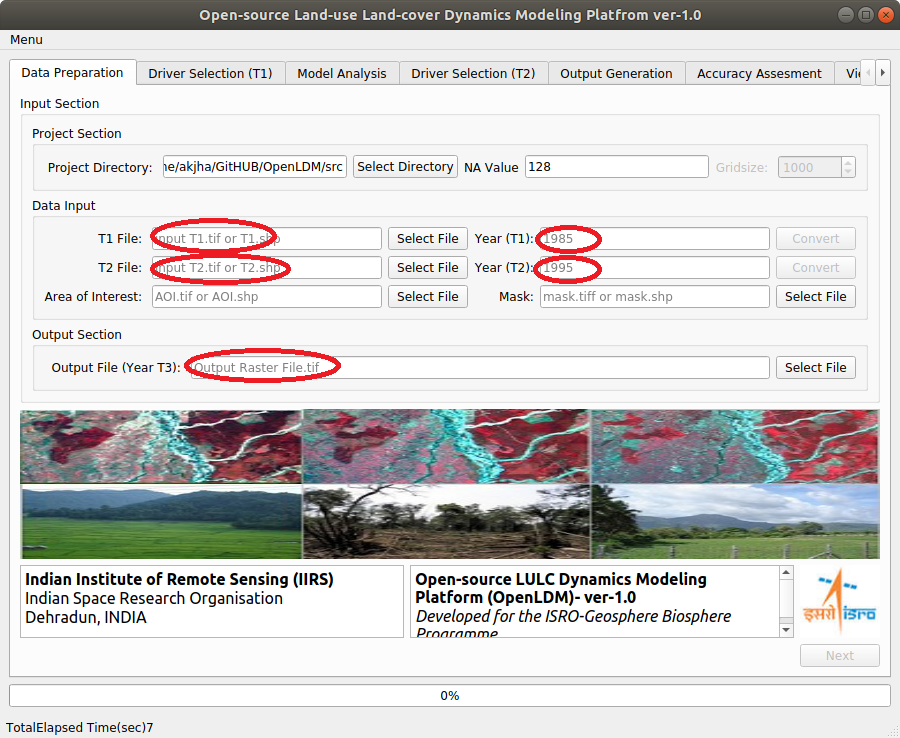 Open-source Land-use Land-cover Dynamics Modeling Platfrom ver-1.0
Menu
Data Preparation Driver Selection (T1) Model Analysis Driver Selection (T2) Output Generation Accuracy Assesment
Input Section
Project Section
Project Directory: ne/akjha/GitHUB/OpenLDM/src Select Directory NA Value 128 Gridsize: 1000
Data Input
T1 File: Input T1.tif or T1.shp Select File Year (T1): 1985 Convert
T2 File: Input T2.tif or T2.shp Select File Year (T2): 1995 Convert
Area of Interest: AOI.tif or AOI.shp Select File Mask: mask.tiff or mask.shp Select File
Output Section
Output File (Year T3): Output Raster File.tif Select File
Indian Institute of Remote Sensing (IIRS)
Indian Space Research Organisation
Dehradun, INDIA
Open-source LULC Dynamics Modeling
Platform (OpenLDM)- ver-1.0
Developed for the ISRO-Geosphere Biosphere
Programme
इसरो isro
Next
0%
TotalElapsed Time(sec)7